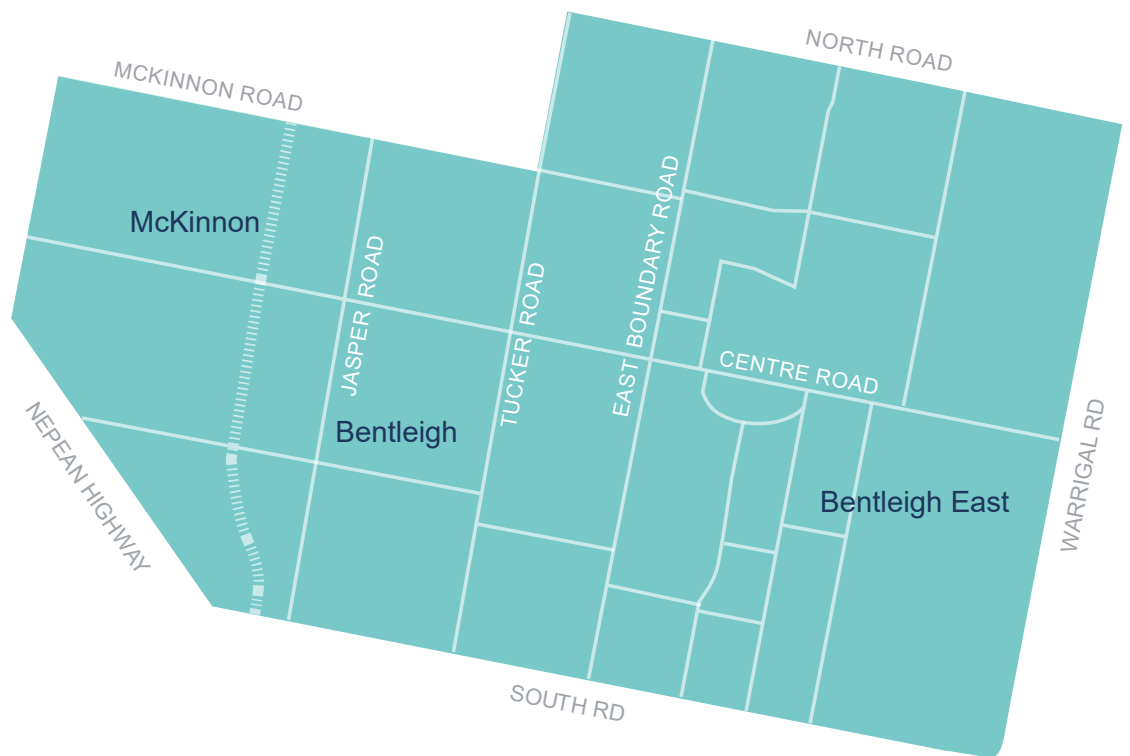 NORTH ROAD
MCKINNON ROAD
McKinnon
JASPER ROAD
TUCKER ROAD
EAST BOUNDARY ROAD
CENTRE ROAD
Bentleigh
Bentleigh East
NEPEAN HIGHWAY
WARRIGAL RD
SOUTH RD